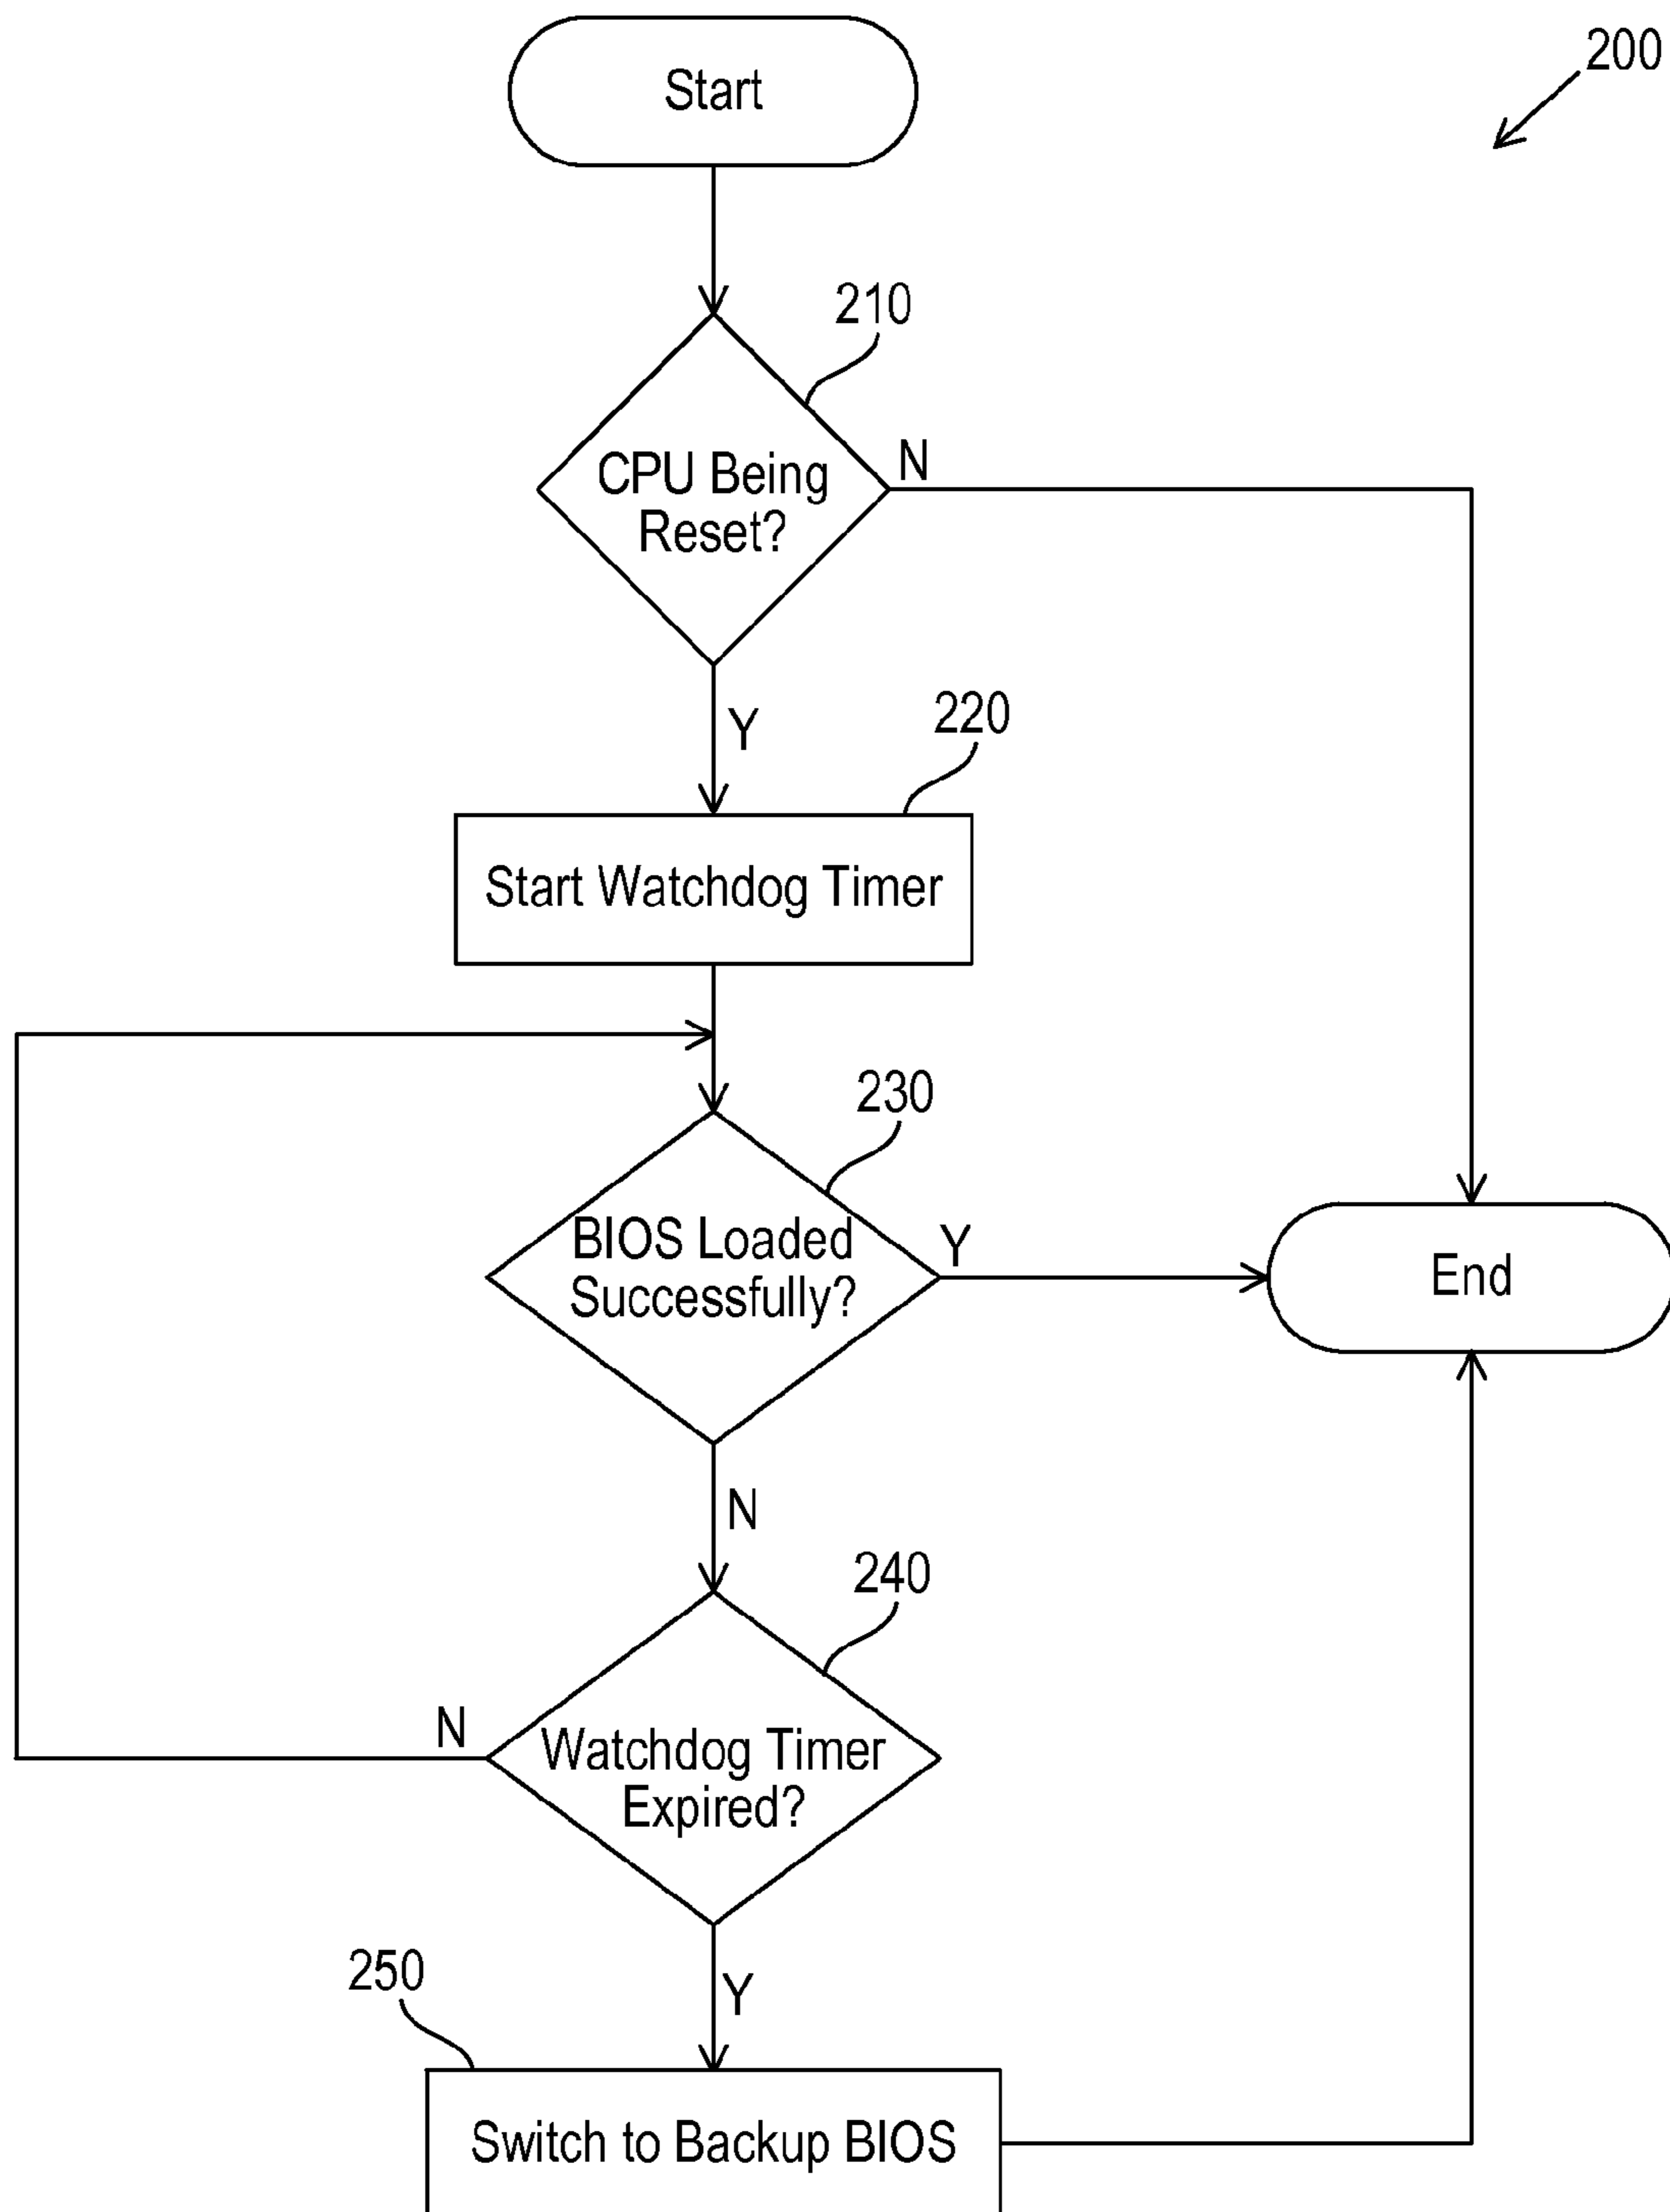 Start
200
210
CPU Being
Reset?
N
Y
220
Start Watchdog Timer
230
BIOS Loaded
Successfully?
Y
End
N
240
Watchdog Timer
Expired?
N
Y
250
Switch to Backup BIOS